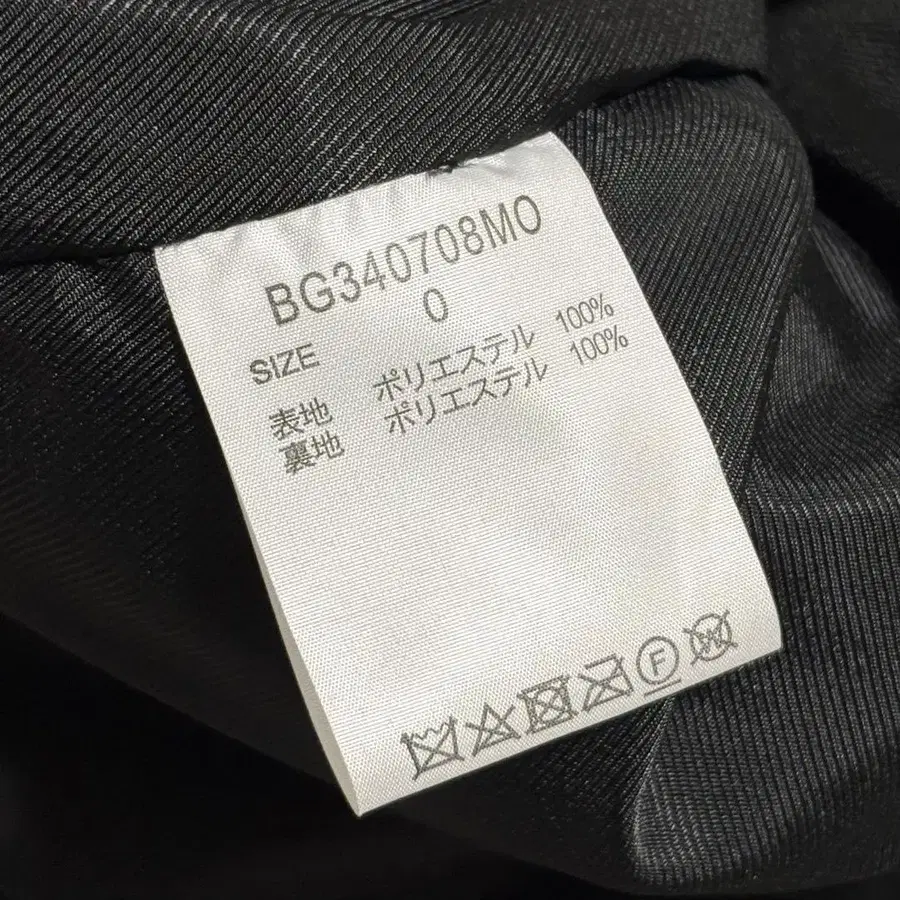 BG340708MO
SIZE 0
表地 ポリエステル 100%
裏地 ポリエステル 100%
F W